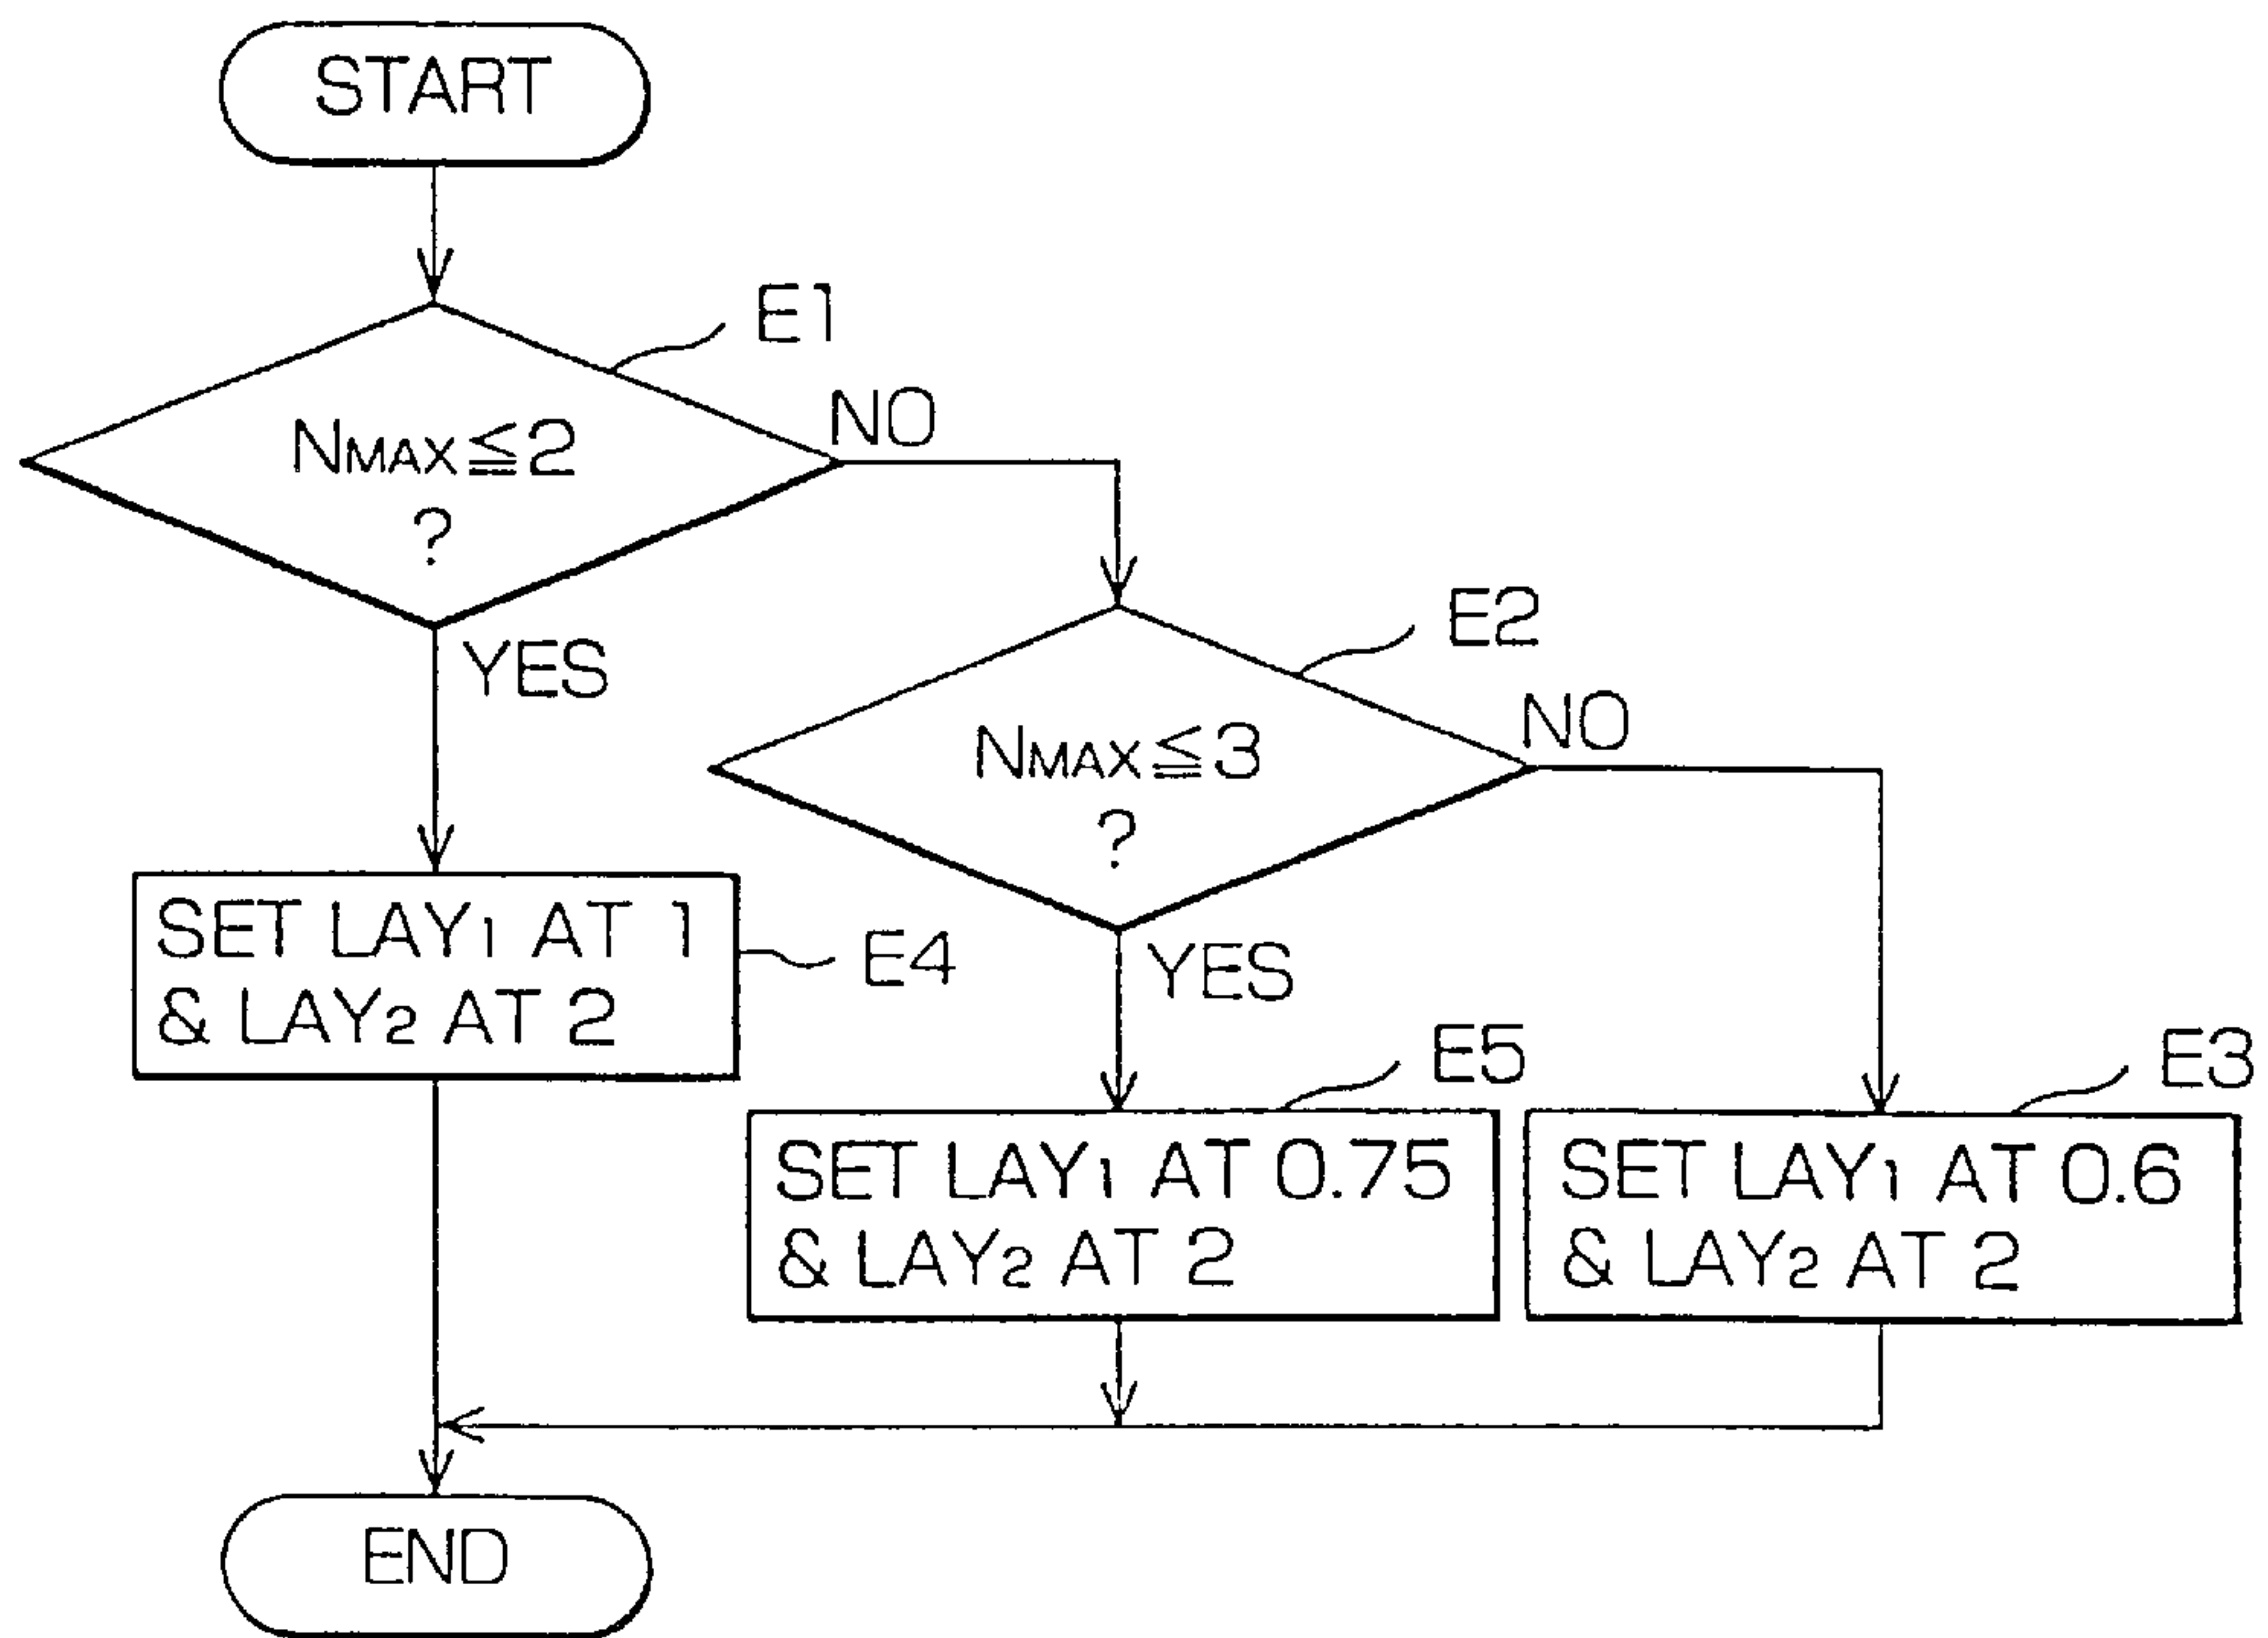 START
E1
NO
NMAX≦2
?
YES
E2
NO
NMAX≦3
?
YES
SET LAY1 AT 1
& LAY2 AT 2
E4
E5
E3
SET LAY1 AT 0.75
& LAY2 AT 2
SET LAY1 AT 0.6
& LAY2 AT 2
END